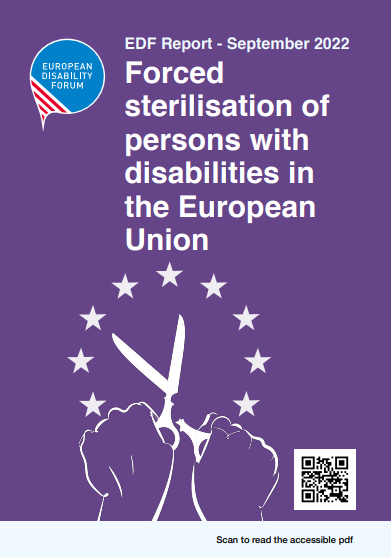 EUROPEAN
DISABILITY
FORUM
EDF Report - September 2022
Forced
sterilisation of
persons with
disabilities in
the European
Union
Scan to read the accessible pdf